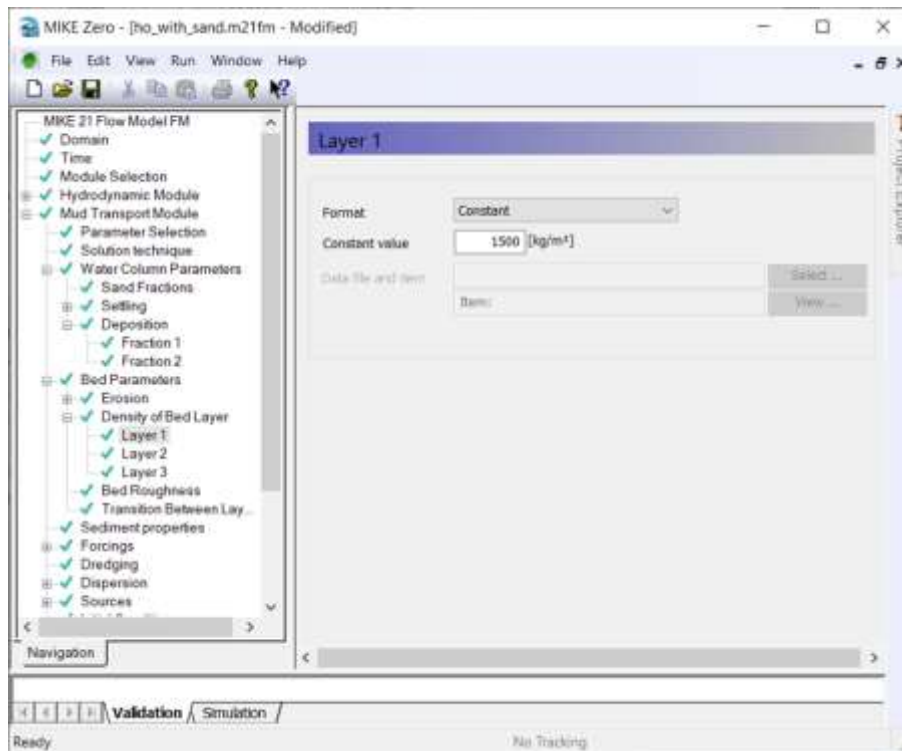 MIKE Zero - [ho_with_sand.m21fm - Modified]
File Edit View Run Window Help
MIKE 21 Flow Model FM
Domain
Time
Module Selection
Hydrodynamic Module
Mud Transport Module
Parameter Selection
Solution technique
Water Column Parameters
Sand Fractions
Settling
Deposition
Fraction 1
Fraction 2
Bed Parameters
Erosion
Density of Bed Layer
Layer 1
Layer 2
Layer 3
Bed Roughness
Transition Between Lay...
Sediment properties
Forcings
Dredging
Dispersion
Sources
Navigation
Layer 1
Format Constant
Constant value 1500 [kg/m³]
Data file and item Select ...
Item: View ...
Project Explorer
Validation Simulation
Ready No Tracking